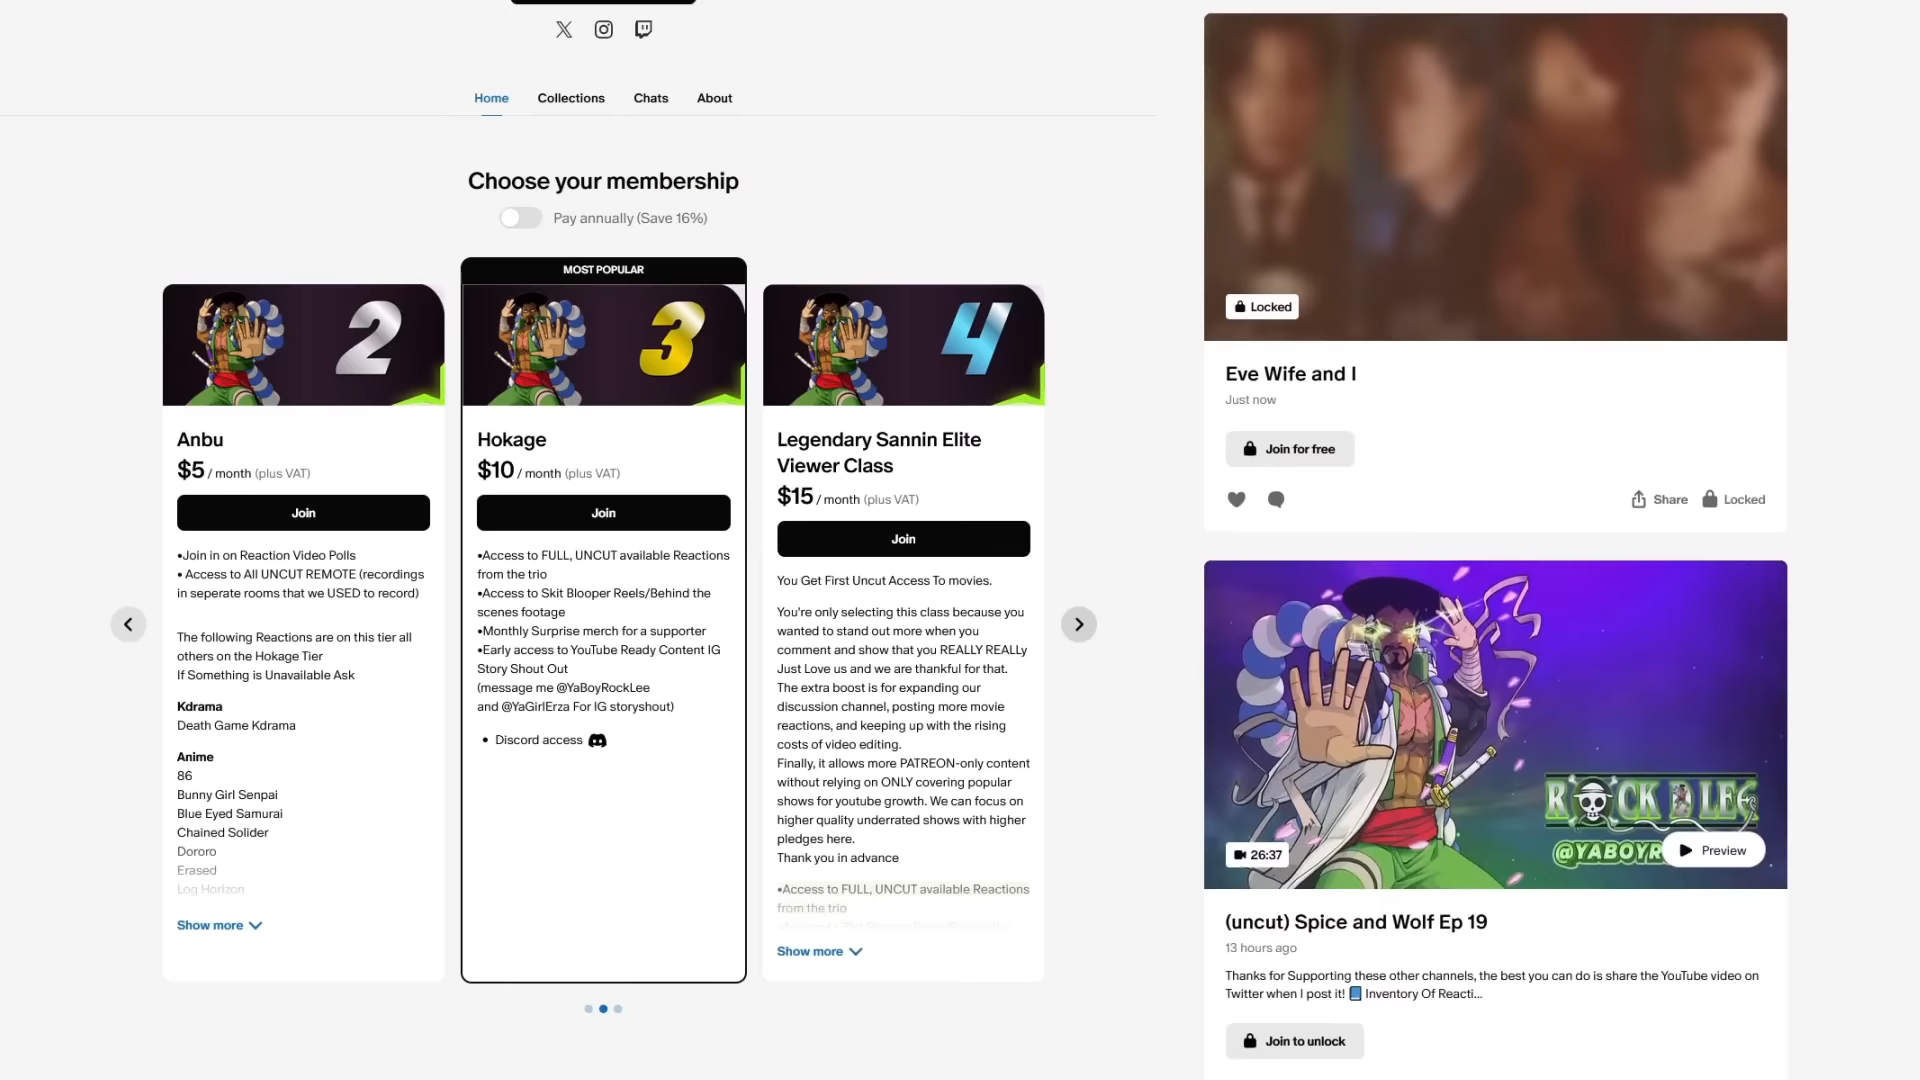 Home
Collections
Chats
About
Choose your membership
Pay annually (Save 16%)
2
Anbu
$5 / month (plus VAT)
Join
•Join in on Reaction Video Polls
• Access to All UNCUT REMOTE (recordings
in seperate rooms that we USED to record)
The following Reactions are on this tier all
others on the Hokage Tier
If Something is Unavailable Ask
Kdrama
Death Game Kdrama
Anime
86
Bunny Girl Senpai
Blue Eyed Samurai
Chained Solider
Dororo
Erased
Log Horizon
Show more
MOST POPULAR
3
Hokage
$10 / month (plus VAT)
Join
•Access to FULL, UNCUT available Reactions
from the trio
•Access to Skit Blooper Reels/Behind the
scenes footage
•Monthly Surprise merch for a supporter
•Early access to YouTube Ready Content IG
Story Shout Out
(message me @YaBoyRockLee
and @YaGirlErza For IG storyshout)
• Discord access
4
Legendary Sannin Elite
Viewer Class
$15 / month (plus VAT)
Join
You Get First Uncut Access To movies.
You're only selecting this class because you
wanted to stand out more when you
comment and show that you REALLY REALLy
Just Love us and we are thankful for that.
The extra boost is for expanding our
discussion channel, posting more movie
reactions, and keeping up with the rising
costs of video editing.
Finally, it allows more PATREON-only content
without relying on ONLY covering popular
shows for youtube growth. We can focus on
higher quality underrated shows with higher
pledges here.
Thank you in advance
•Access to FULL, UNCUT available Reactions
from the trio
Show more
Locked
Eve Wife and I
Just now
Join for free
Share
Locked
ROCK D LEE
@YABOYR
26:37
Preview
(uncut) Spice and Wolf Ep 19
13 hours ago
Thanks for Supporting these other channels, the best you can do is share the YouTube video on
Twitter when I post it! 📘 Inventory Of Reacti...
Join to unlock